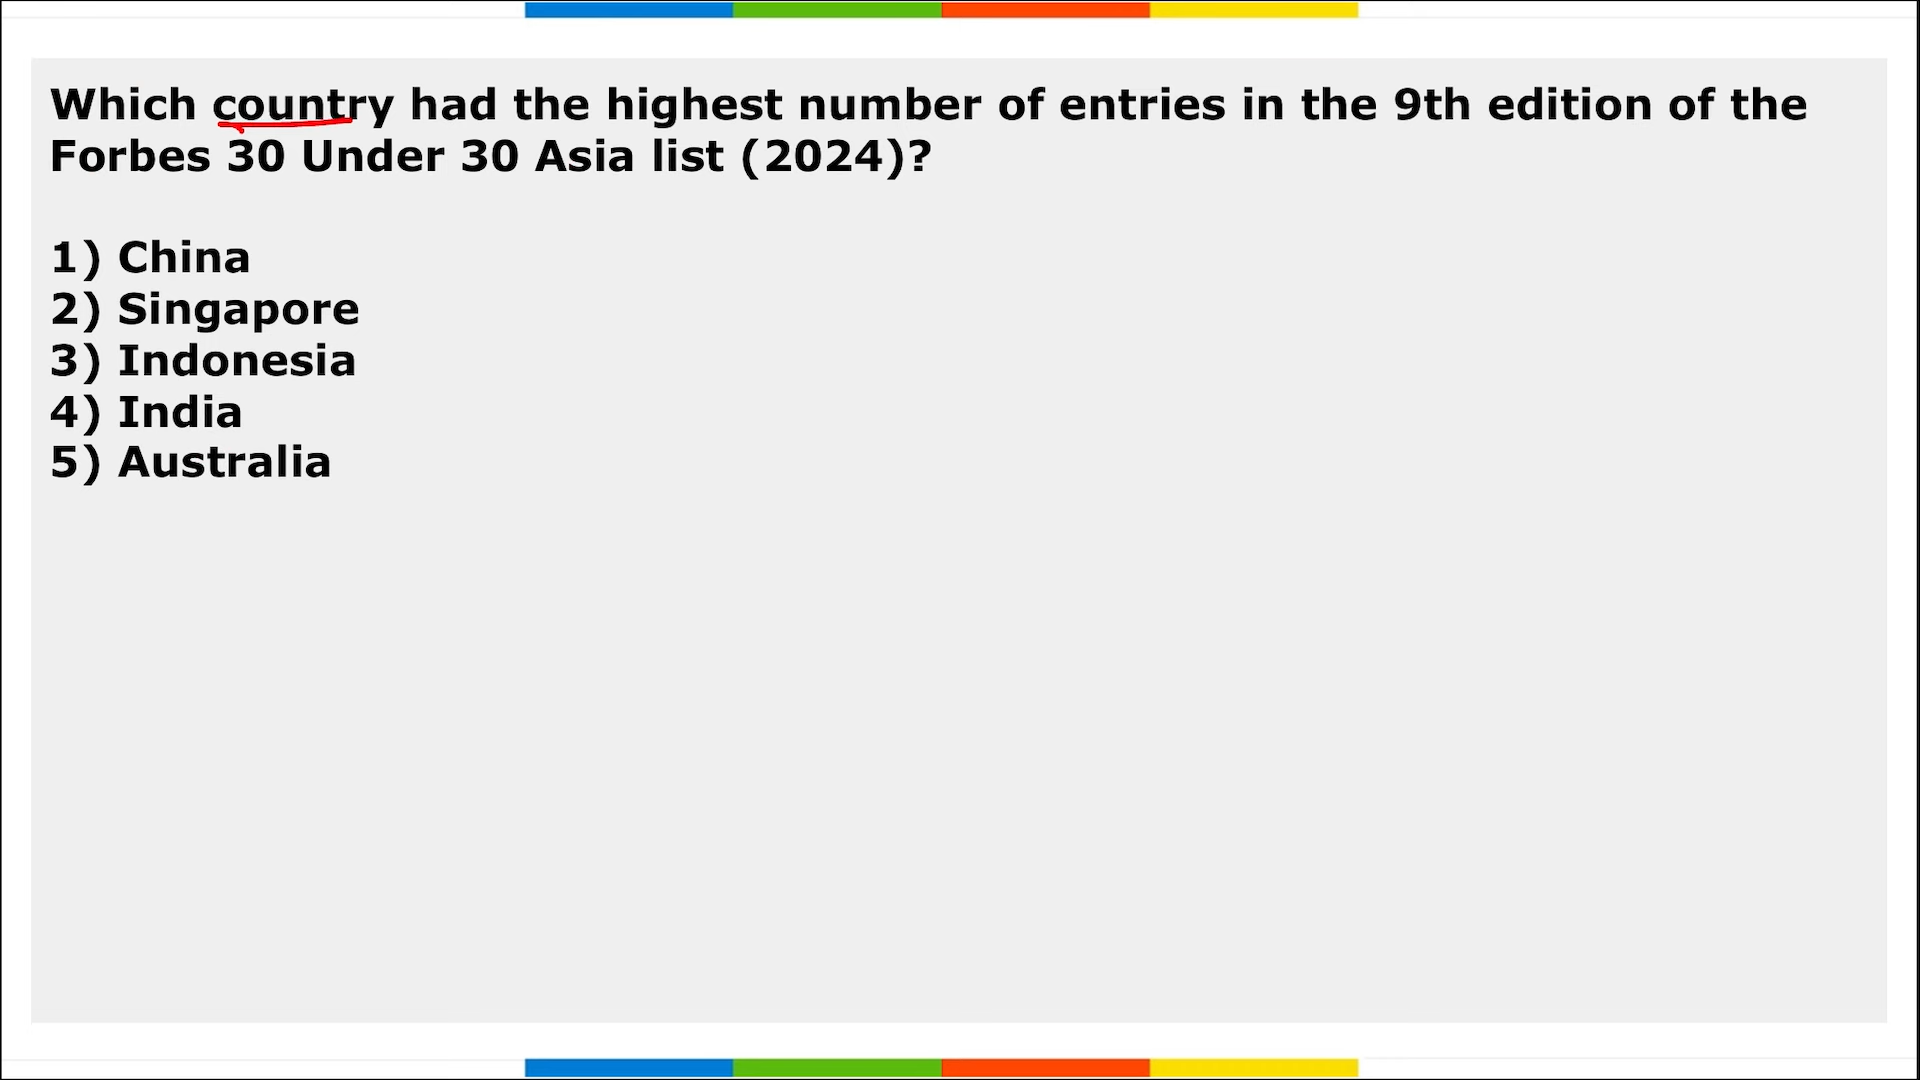 Which country had the highest number of entries in the 9th edition of the
Forbes 30 Under 30 Asia list (2024)?
1) China
2) Singapore
3) Indonesia
4) India
5) Australia